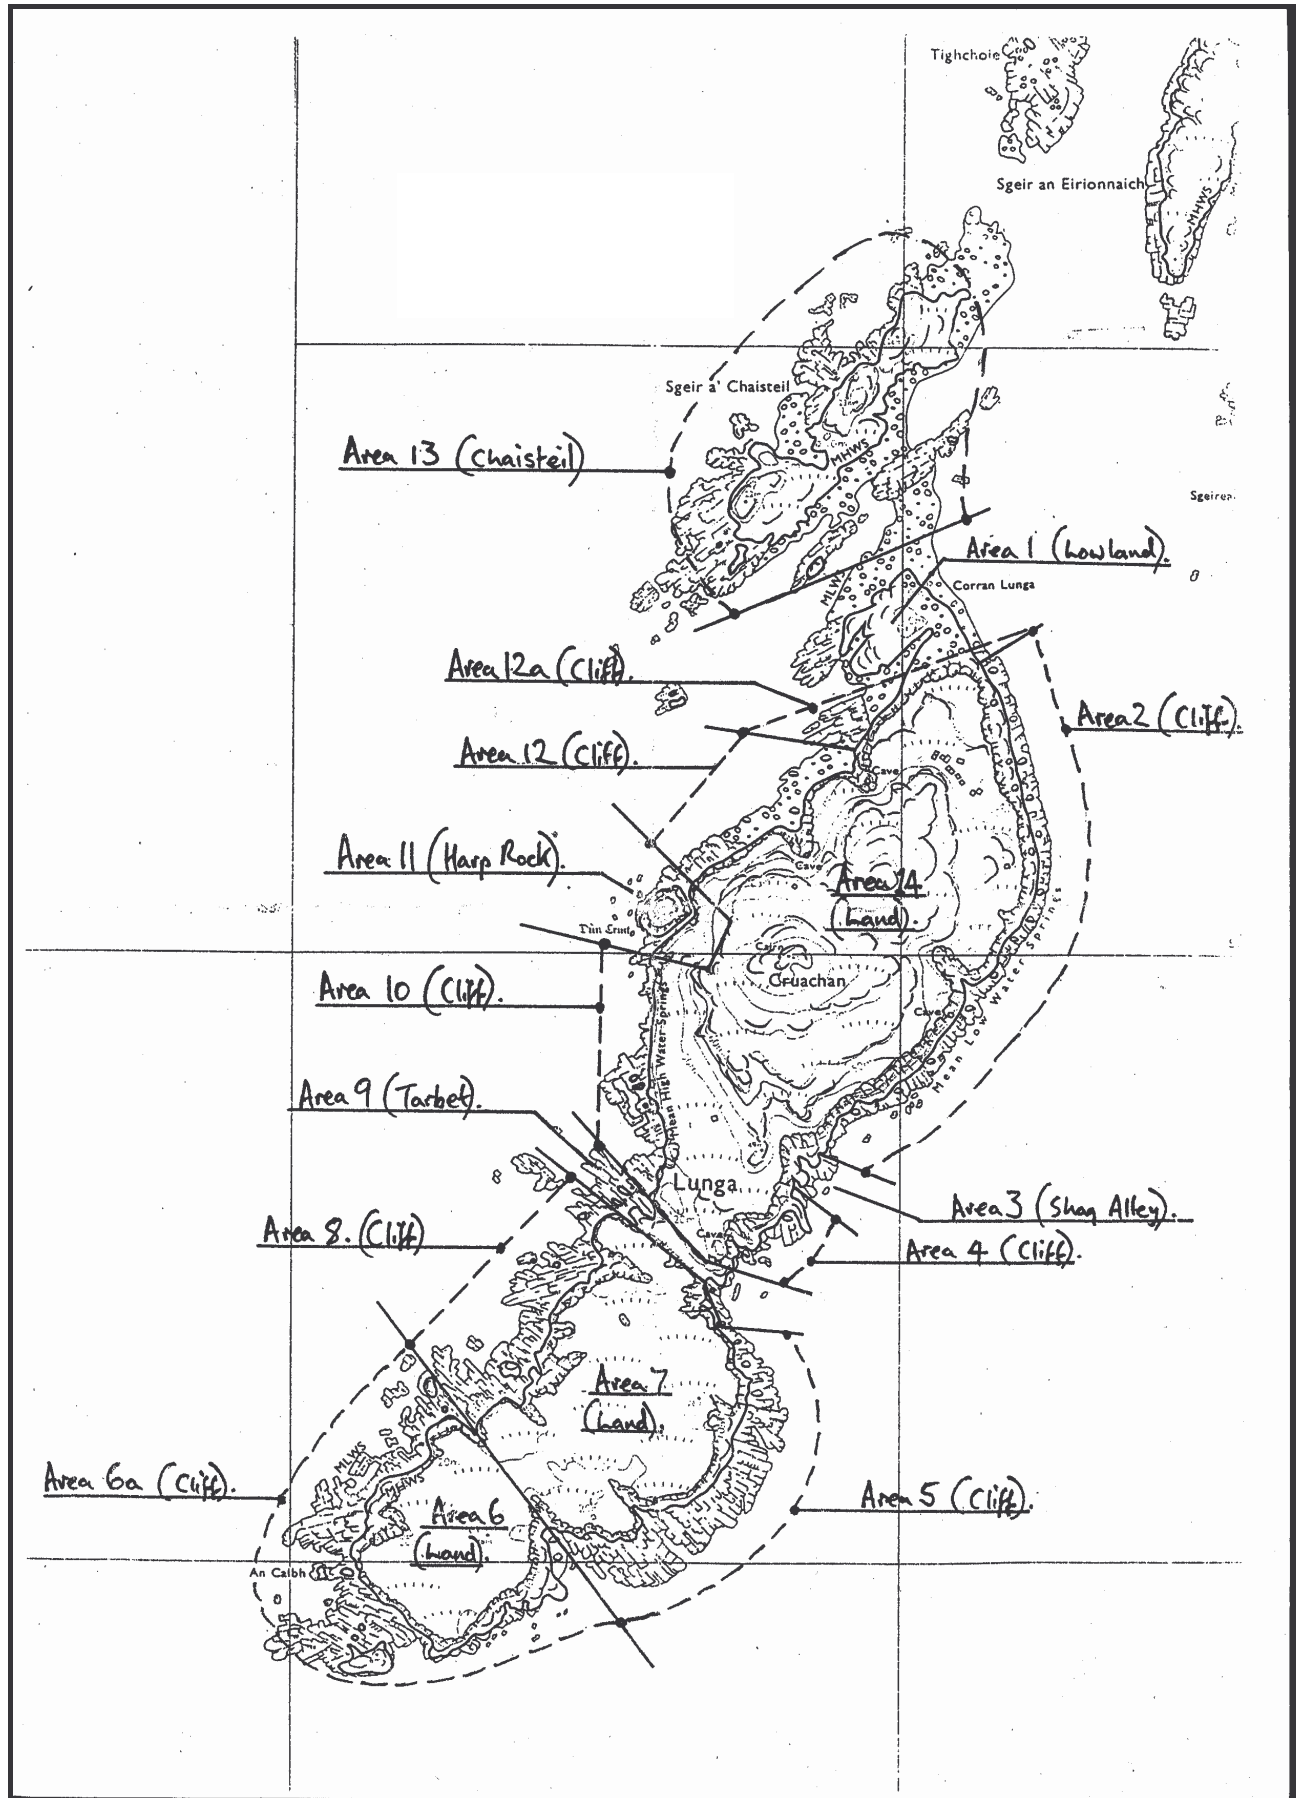 Tighchoie
Sgeir an Eirionnaich
MHWS
Sgeir a' Chaisteil
MHWS
Area 13 (Chaisteil)
Sgeirea
Area 1 (Lowland).
Corran Lunga
MLWS
Area 12a (Cliff).
Area 2 (Cliff).
Area 12 (Cliff).
Cave
Area 11 (Harp Rock).
Cave
Area 14
(Land).
Cairn
Cruachan
Area 10 (Cliff).
Mean High Water Springs
Cave
Mean Low Water Springs
Area 9 (Tarbet).
Lunga
Area 3 (Shag Alley).
Area 8. (Cliff)
Cave
Area 4 (Cliff).
Area 7
(Land).
MLWS
MHWS
Area 6a (Cliff).
Area 5 (Cliff).
Area 6
(Land).
An Calbh